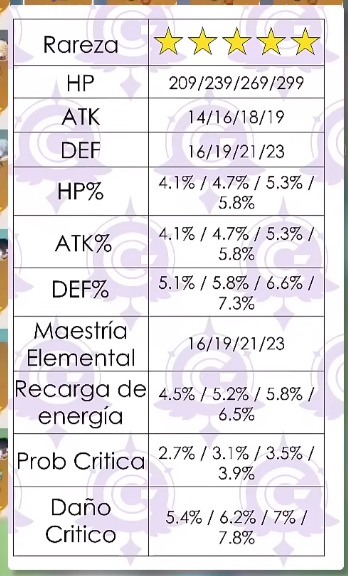 Rareza
HP
209/239/269/299
ATK
14/16/18/19
DEF
16/19/21/23
HP%
4.1% / 4.7% / 5.3% /
5.8%
ATK%
4.1% / 4.7% / 5.3% /
5.8%
DEF%
5.1% / 5.8% / 6.6% /
7.3%
Maestría
Elemental
16/19/21/23
Recarga de
energía
4.5% / 5.2% / 5.8% /
6.5%
Prob Critica
2.7% / 3.1% / 3.5% /
3.9%
Daño
Critico
5.4% / 6.2% / 7% /
7.8%